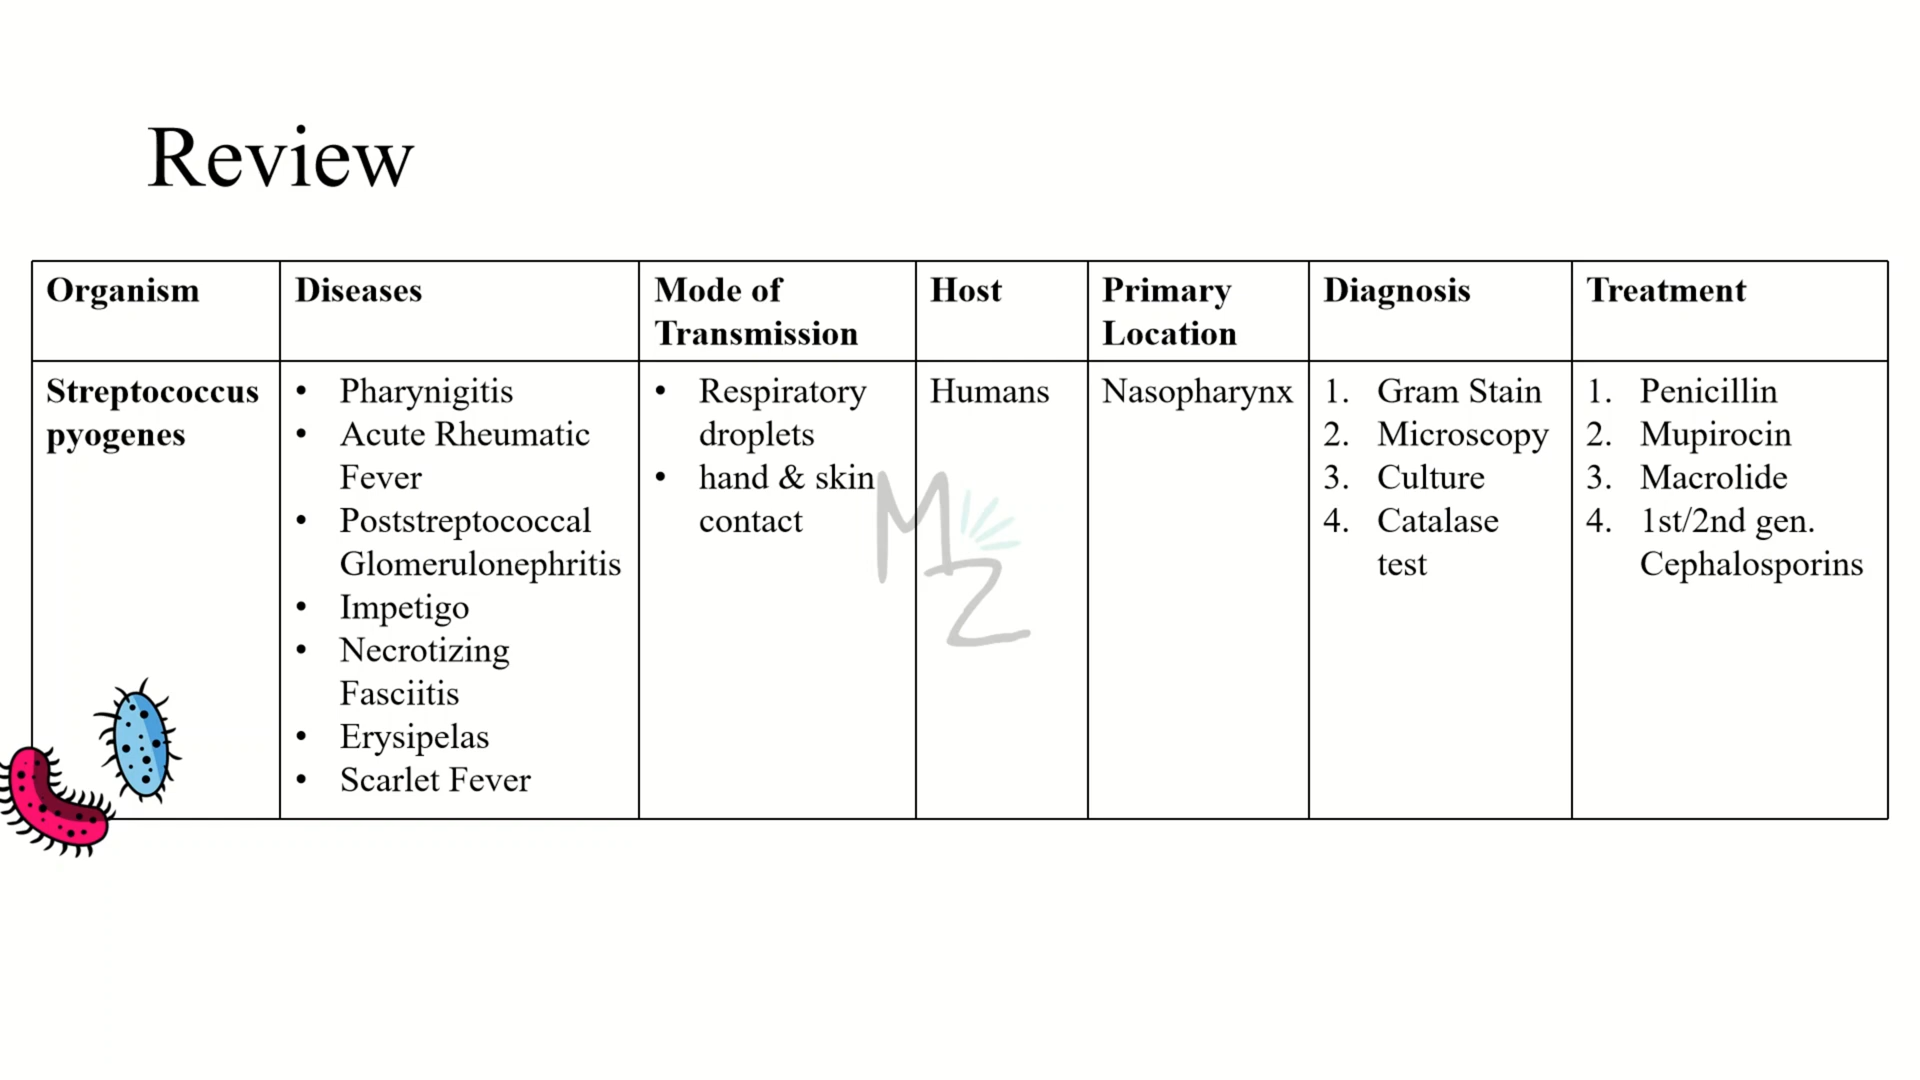 Review
Organism
Diseases
Mode of
Transmission
Host
Primary
Location
Diagnosis
Treatment
Streptococcus
pyogenes
• Pharynigitis
• Acute Rheumatic
Fever
• Poststreptococcal
Glomerulonephritis
• Impetigo
• Necrotizing
Fasciitis
• Erysipelas
• Scarlet Fever
• Respiratory
droplets
• hand & skin
contact
Humans
Nasopharynx
1. Gram Stain
2. Microscopy
3. Culture
4. Catalase
test
1. Penicillin
2. Mupirocin
3. Macrolide
4. 1st/2nd gen.
Cephalosporins
MZ